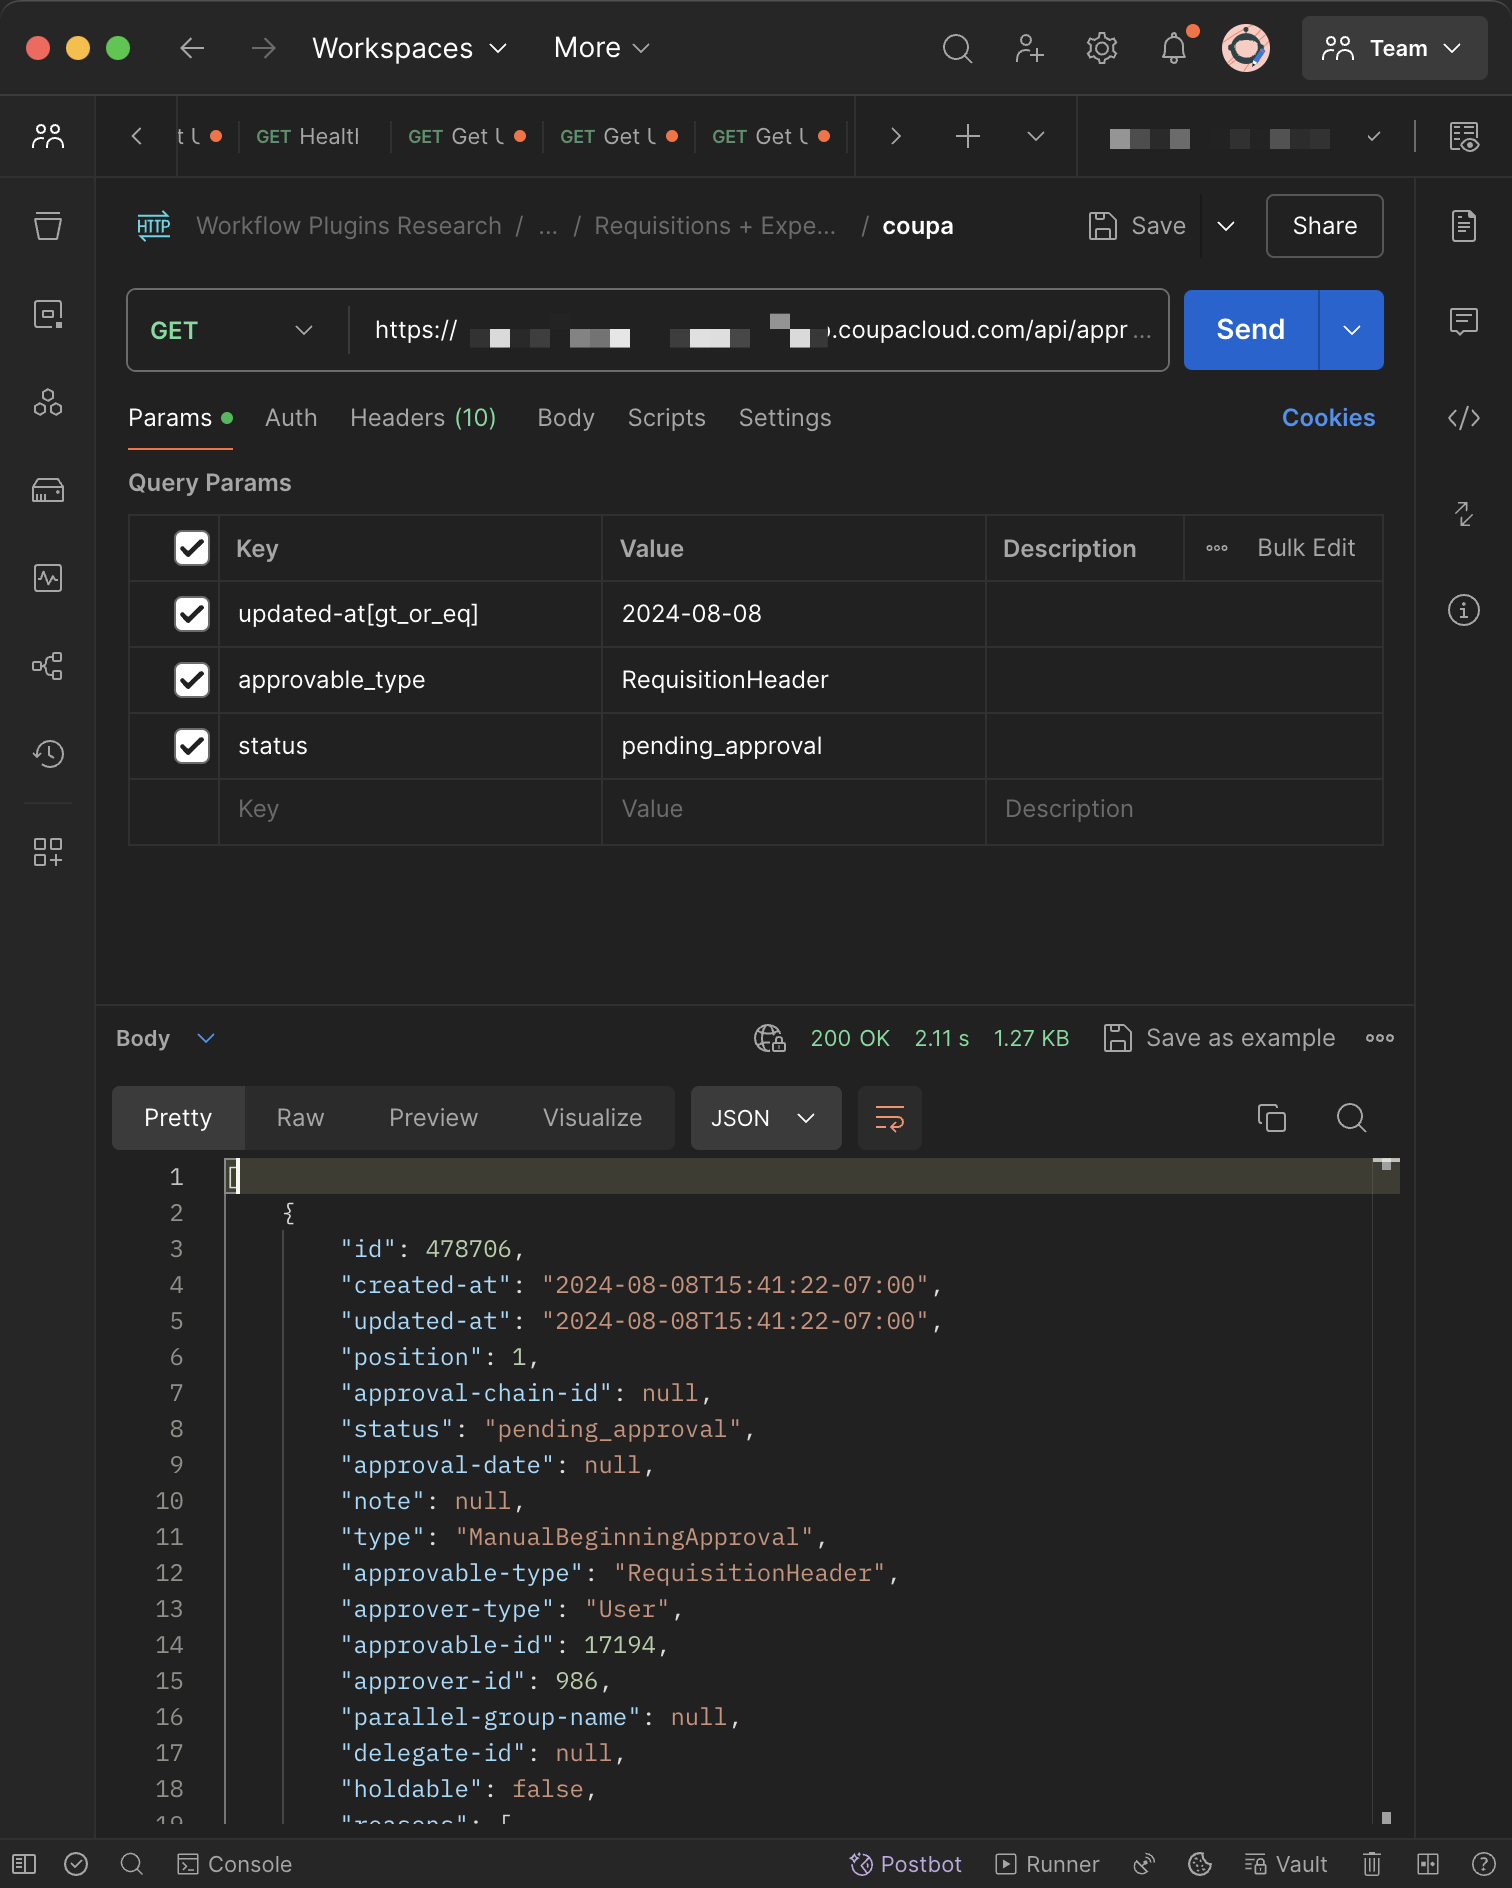 Workspaces More Team
t GET Healtl GET Get GET Get GET Get
HTTP Workflow Plugins Research / ... / Requisitions + Expe... / coupa Save Share
GET https:// .coupacloud.com/api/appr ... Send
Params Auth Headers (10) Body Scripts Settings Cookies
Query Params
Key Value Description Bulk Edit
updated-at[gt_or_eq] 2024-08-08
approvable_type RequisitionHeader
status pending_approval
Key Value Description
Body 200 OK 2.11 s 1.27 KB Save as example
Pretty Raw Preview Visualize JSON
1 [
2 {
3 "id": 478706,
4 "created-at": "2024-08-08T15:41:22-07:00",
5 "updated-at": "2024-08-08T15:41:22-07:00",
6 "position": 1,
7 "approval-chain-id": null,
8 "status": "pending_approval",
9 "approval-date": null,
10 "note": null,
11 "type": "ManualBeginningApproval",
12 "approvable-type": "RequisitionHeader",
13 "approver-type": "User",
14 "approvable-id": 17194,
15 "approver-id": 986,
16 "parallel-group-name": null,
17 "delegate-id": null,
18 "holdable": false,
19 "reasons": [
Console Postbot Runner Vault